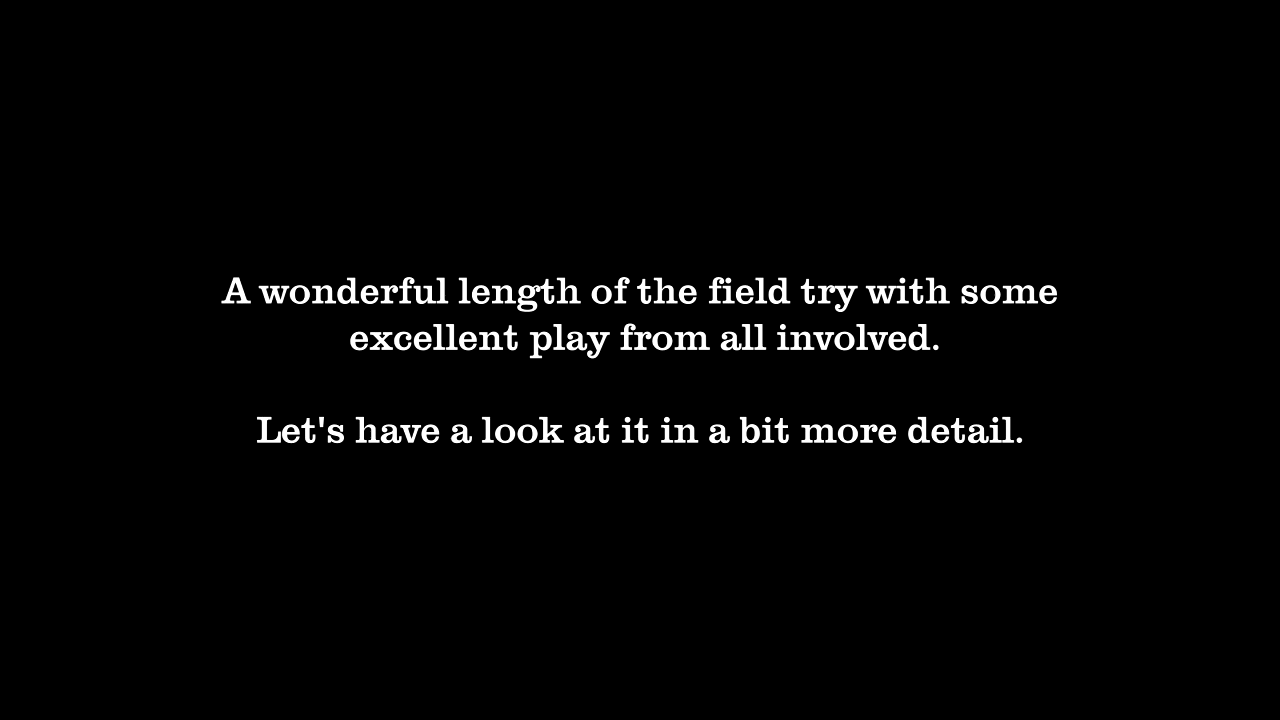 A wonderful length of the field try with some
excellent play from all involved.
Let's have a look at it in a bit more detail.